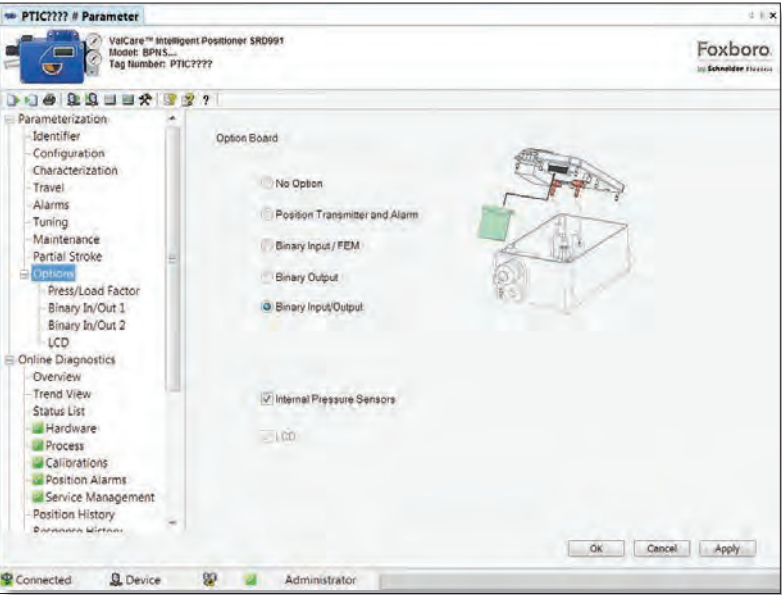 PTIC???? # Parameter
ValCare™ Intelligent Positioner SRD991
Model: BPNS...
Tag Number: PTIC????
Foxboro.
by Schneider Electric
?
Parameterization
Identifier
Configuration
Characterization
Travel
Alarms
Tuning
Maintenance
Partial Stroke
Options
Press/Load Factor
Binary In/Out 1
Binary In/Out 2
LCD
Online Diagnostics
Overview
Trend View
Status List
Hardware
Process
Calibrations
Position Alarms
Service Management
Position History
Response History
Option Board
No Option
Position Transmitter and Alarm
Binary Input / FEM
Binary Output
Binary Input/Output
Internal Pressure Sensors
LCD
OK
Cancel
Apply
Connected
Device
Administrator